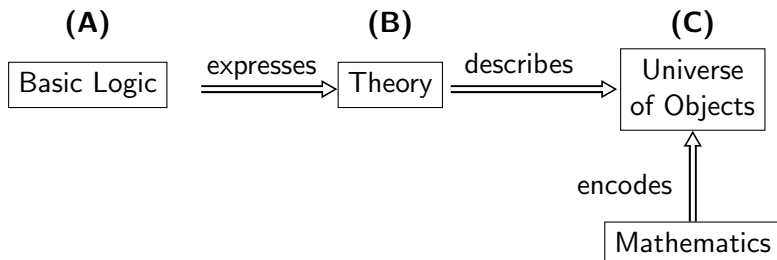 (A) (B) (C)
expresses describes
Basic Logic Theory Universe
of Objects
encodes
Mathematics